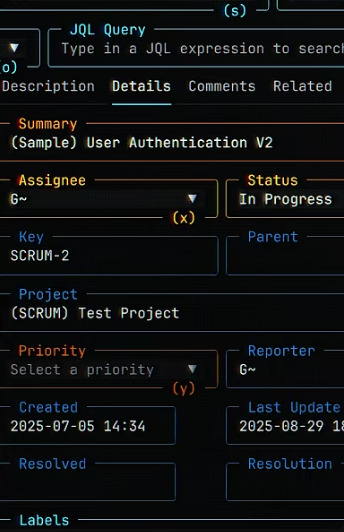 (s)
JQL Query
▼ Type in a JQL expression to search
(o)
Description Details Comments Related
Summary
(Sample) User Authentication V2
Assignee Status
G~ ▼ In Progress
(x)
Key Parent
SCRUM-2
Project
(SCRUM) Test Project
Priority Reporter
Select a priority ▼ G~
(y)
Created Last Update
2025-07-05 14:34 2025-08-29 18
Resolved Resolution
Labels